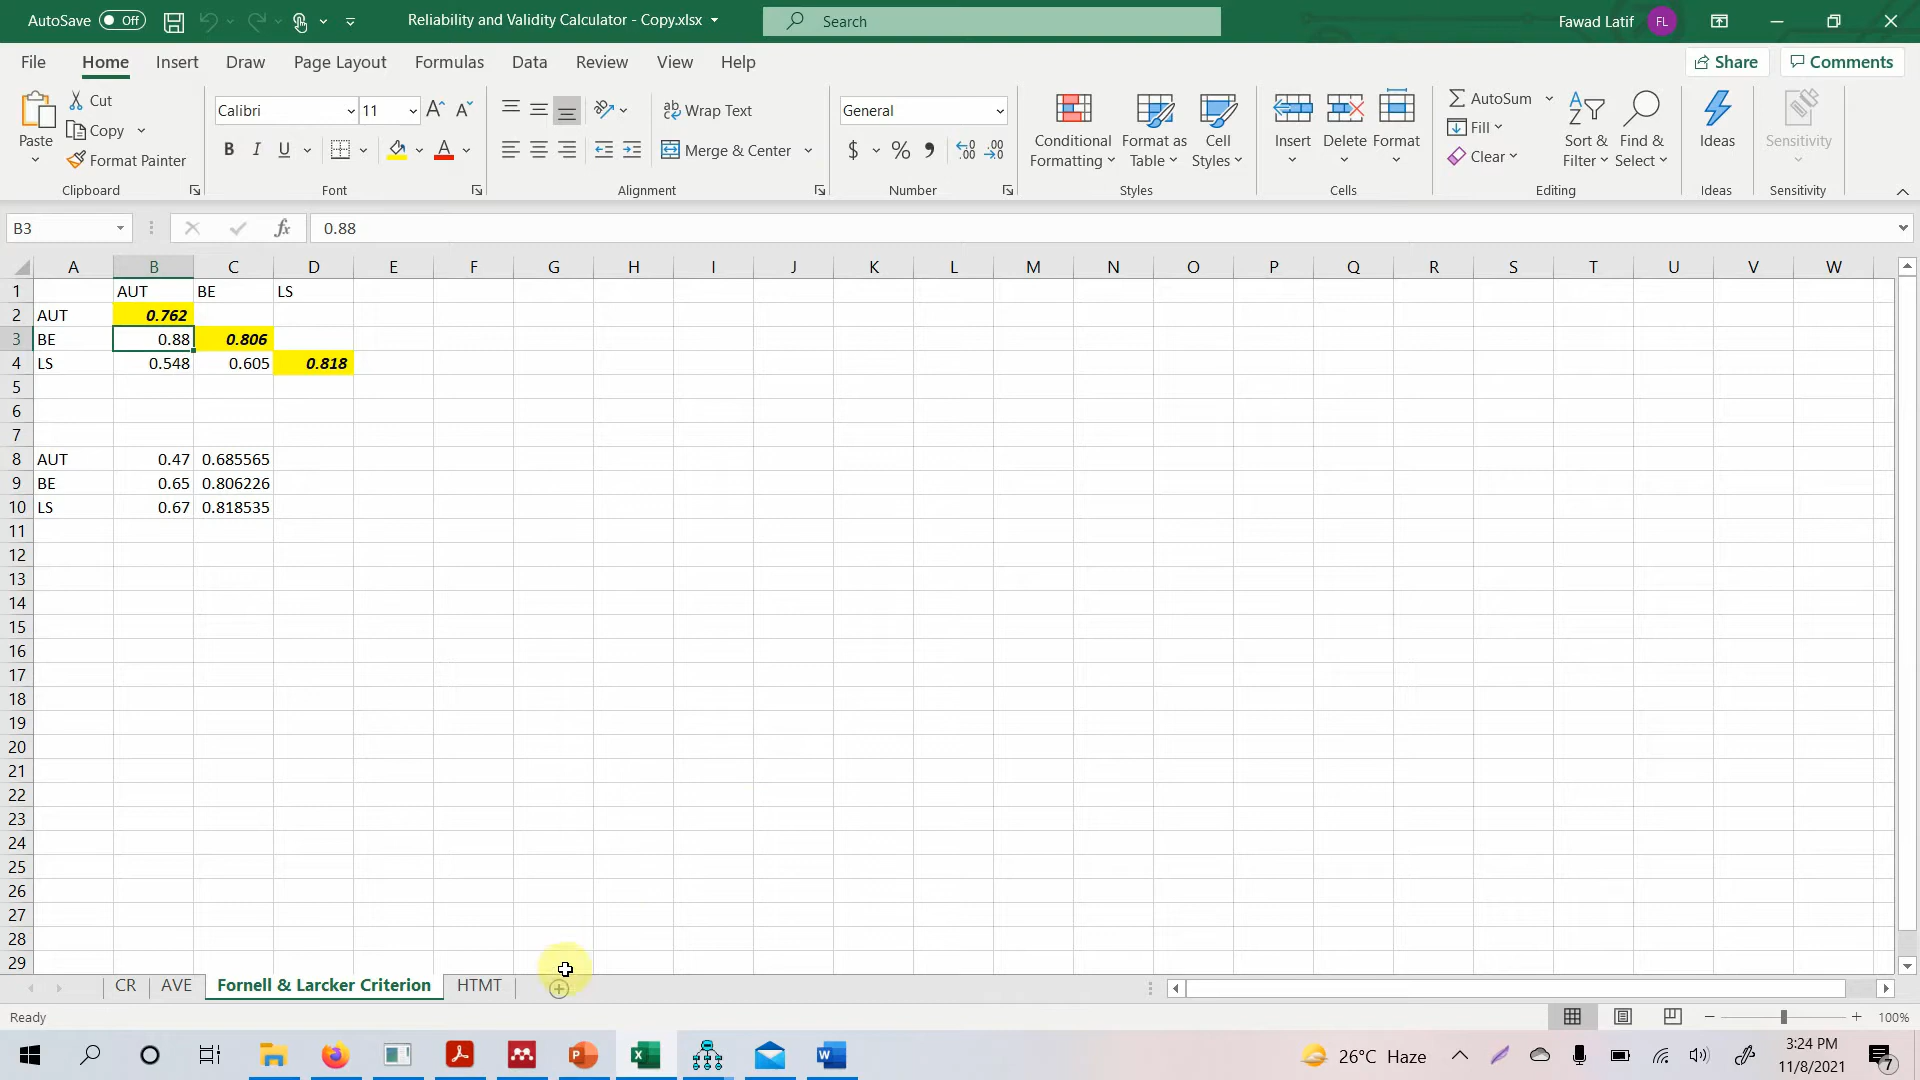 AutoSave Off Reliability and Validity Calculator - Copy.xlsx Search Fawad Latif FL
File Home Insert Draw Page Layout Formulas Data Review View Help Share Comments
Paste Cut Copy Format Painter Clipboard
Calibri 11 B I U A Font
Wrap Text Merge & Center Alignment
General $ % , Number
Conditional Formatting Format as Table Cell Styles Styles
Insert Delete Format Cells
AutoSum Fill Clear Sort & Filter Find & Select Editing
Ideas Ideas
Sensitivity Sensitivity
B3 fx 0.88
A B C D E F G H I J K L M N O P Q R S T U V W
1 AUT BE LS
2 AUT 0.762
3 BE 0.88 0.806
4 LS 0.548 0.605 0.818
5
6
7
8 AUT 0.47 0.685565
9 BE 0.65 0.806226
10 LS 0.67 0.818535
11
12
13
14
15
16
17
18
19
20
21
22
23
24
25
26
27
28
29
CR AVE Fornell & Larcker Criterion HTMT
Ready 100%
26°C Haze 3:24 PM
11/8/2021 7